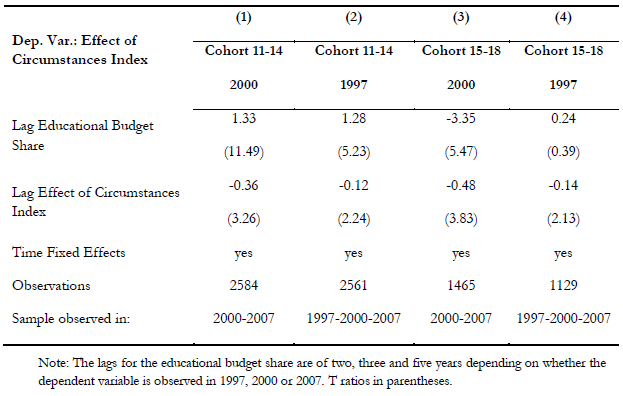 (1) (2) (3) (4)
Dep. Var.: Effect of Circumstances Index
Cohort 11-14 Cohort 11-14 Cohort 15-18 Cohort 15-18
2000 1997 2000 1997
Lag Educational Budget Share
1.33 1.28 -3.35 0.24
(11.49) (5.23) (5.47) (0.39)
Lag Effect of Circumstances Index
-0.36 -0.12 -0.48 -0.14
(3.26) (2.24) (3.83) (2.13)
Time Fixed Effects yes yes yes yes
Observations 2584 2561 1465 1129
Sample observed in: 2000-2007 1997-2000-2007 2000-2007 1997-2000-2007
Note: The lags for the educational budget share are of two, three and five years depending on whether the
dependent variable is observed in 1997, 2000 or 2007. T ratios in parentheses.